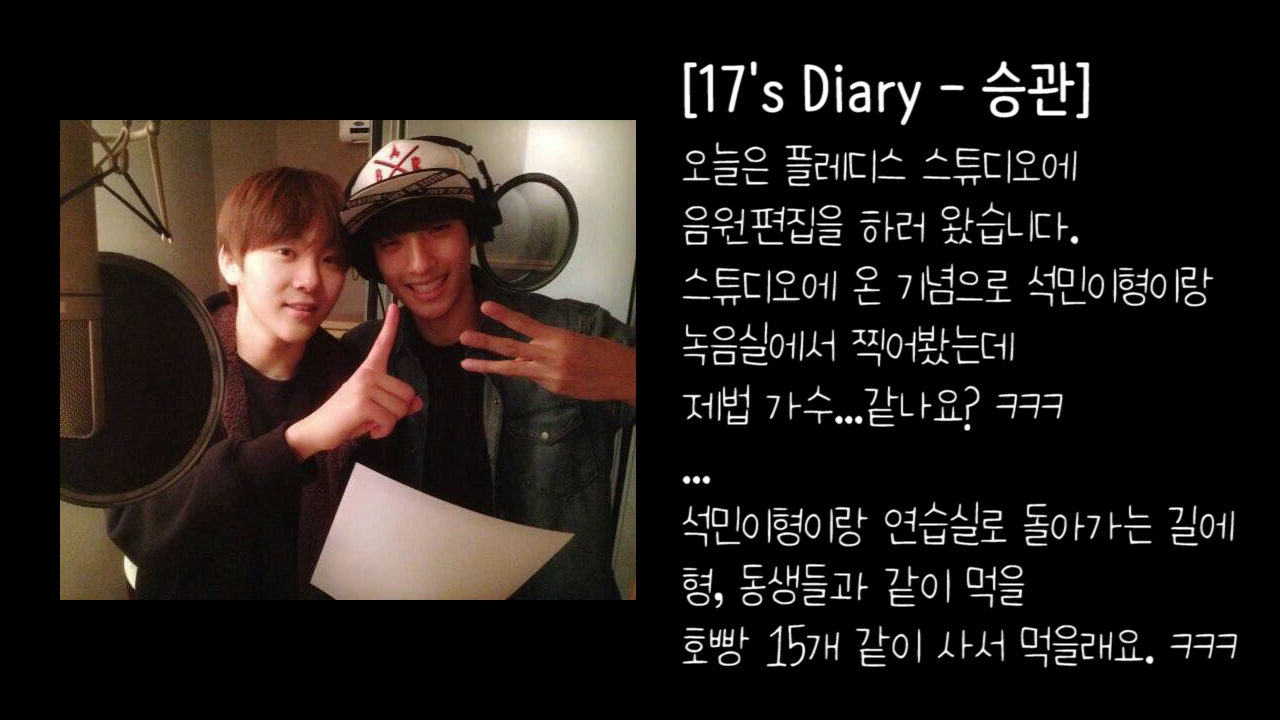 [17's Diary - 승관]
오늘은 플레디스 스튜디오에
음원편집을 하러 왔습니다.
스튜디오에 온 기념으로 석민이형이랑
녹음실에서 찍어봤는데
제법 가수...같나요? ㅋㅋㅋ
...
석민이형이랑 연습실로 돌아가는 길에
형, 동생들과 같이 먹을
호빵 15개 같이 사서 먹을래요. ㅋㅋㅋ